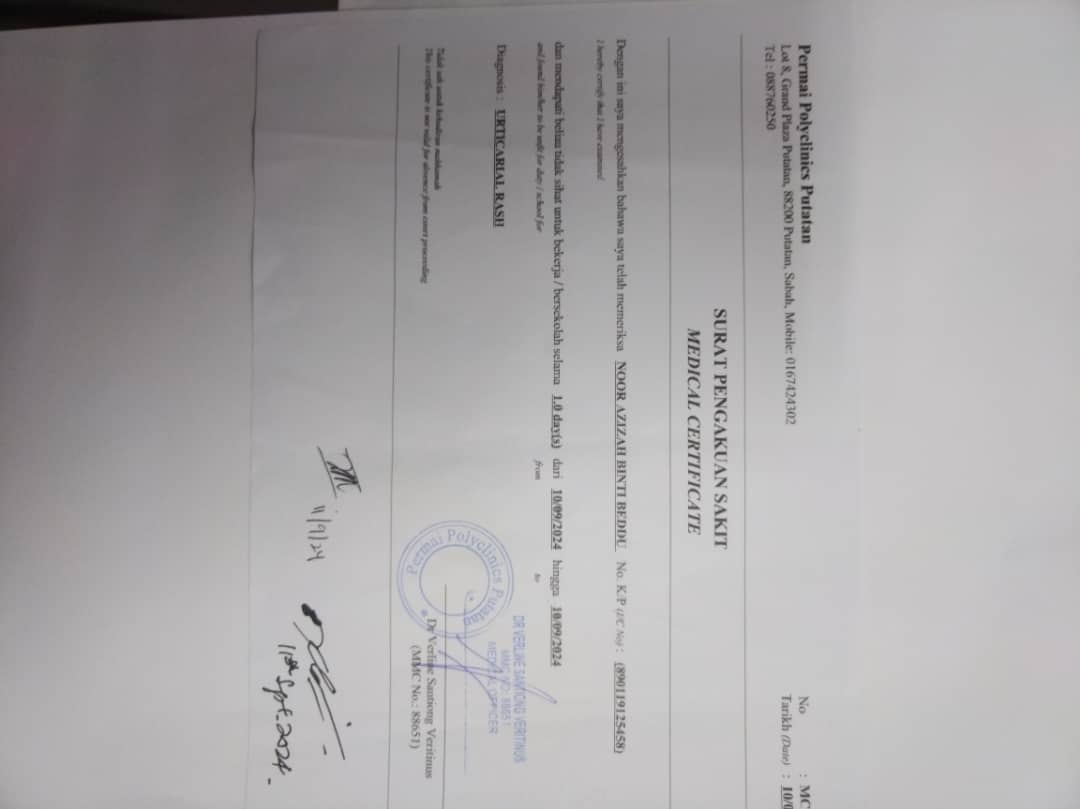 Permai Polyclinics Putatan
Lot 8, Grand Plaza Putatan, 88200 Putatan, Sabah, Mobile: 0167424302
Tel : 088760250
No : MC
Tarikh (Date) : 10/0
SURAT PENGAKUAN SAKIT
MEDICAL CERTIFICATE
Dengan ini saya mengesahkan bahawa saya telah memeriksa NOOR AZIZAH BINTI BEDDU No. K/P (I/C No) : (890119125458)
I hereby certify that I have examined
dan mendapati beliau tidak sihat untuk bekerja / bersekolah selama 1.0 day(s) dari 10/09/2024 hingga 10/09/2024
and found him/her to be unfit for duty / school for from to
Diagnosis : URTICARIAL RASH
DR VERLINE SANTIONG VERITINUS
MMC NO: 88651
MEDICAL OFFICER
Permai Polyclinics Putatan
Tidak sah untuk kehadiran mahkamah
This certificate is not valid for absence from court proceeding
Dr Verline Santiong Veritinus
(MMC No.: 88651)
11/9/24
11th Spt. 2024.